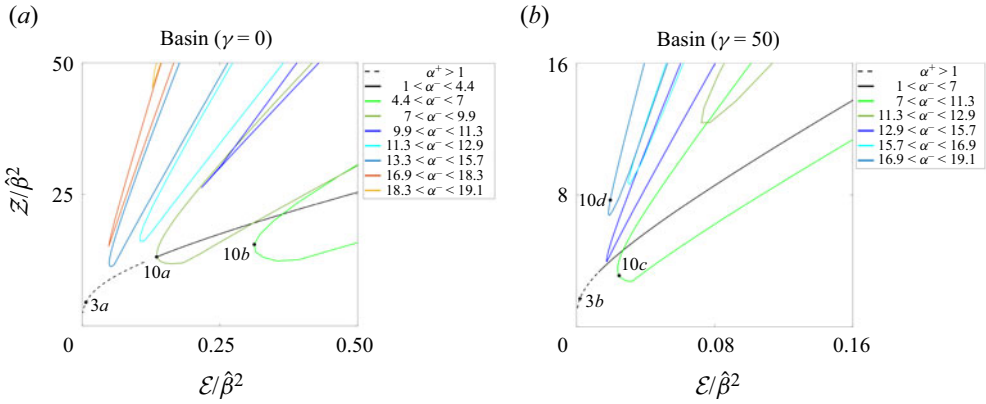 (a)
Basin (γ = 0)
50
25
0
0.25
0.50
𝒵/β̂²
ℰ/β̂²
3a
10a
10b
α⁺ > 1
1 < α⁻ < 4.4
4.4 < α⁻ < 7
7 < α⁻ < 9.9
9.9 < α⁻ < 11.3
11.3 < α⁻ < 12.9
13.3 < α⁻ < 15.7
16.9 < α⁻ < 18.3
18.3 < α⁻ < 19.1
(b)
Basin (γ = 50)
16
8
0
0.08
0.16
ℰ/β̂²
10d
10c
3b
α⁺ > 1
1 < α⁻ < 7
7 < α⁻ < 11.3
11.3 < α⁻ < 12.9
12.9 < α⁻ < 15.7
15.7 < α⁻ < 16.9
16.9 < α⁻ < 19.1